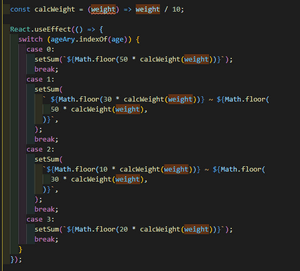 const calcWeight = (weight) => weight / 10;
React.useEffect(() => {
switch (ageAry.indexOf(age)) {
case 0:
setSum(`${Math.floor(50 * calcWeight(weight))}`);
break;
case 1:
setSum(
` ${Math.floor(30 * calcWeight(weight))} ~ ${Math.floor(
50 * calcWeight(weight),
)}`,
);
break;
case 2:
setSum(
`${Math.floor(10 * calcWeight(weight))} ~ ${Math.floor(
30 * calcWeight(weight),
)}`,
);
break;
case 3:
setSum(`${Math.floor(20 * calcWeight(weight))}`);
break;
}
});